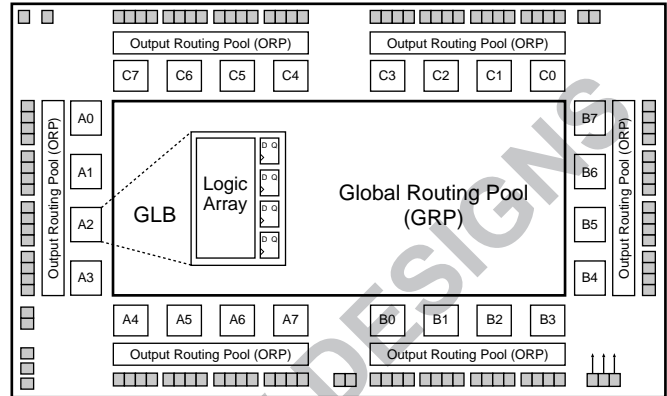 Output Routing Pool (ORP) Output Routing Pool (ORP)
C7 C6 C5 C4 C3 C2 C1 C0
Output Routing Pool (ORP)
A0
A1
A2
A3
GLB
Logic
Array
D Q
D Q
D Q
D Q
Global Routing Pool
(GRP)
B7
B6
B5
B4
Output Routing Pool (ORP)
A4 A5 A6 A7 B0 B1 B2 B3
Output Routing Pool (ORP) Output Routing Pool (ORP)
DESIGNS